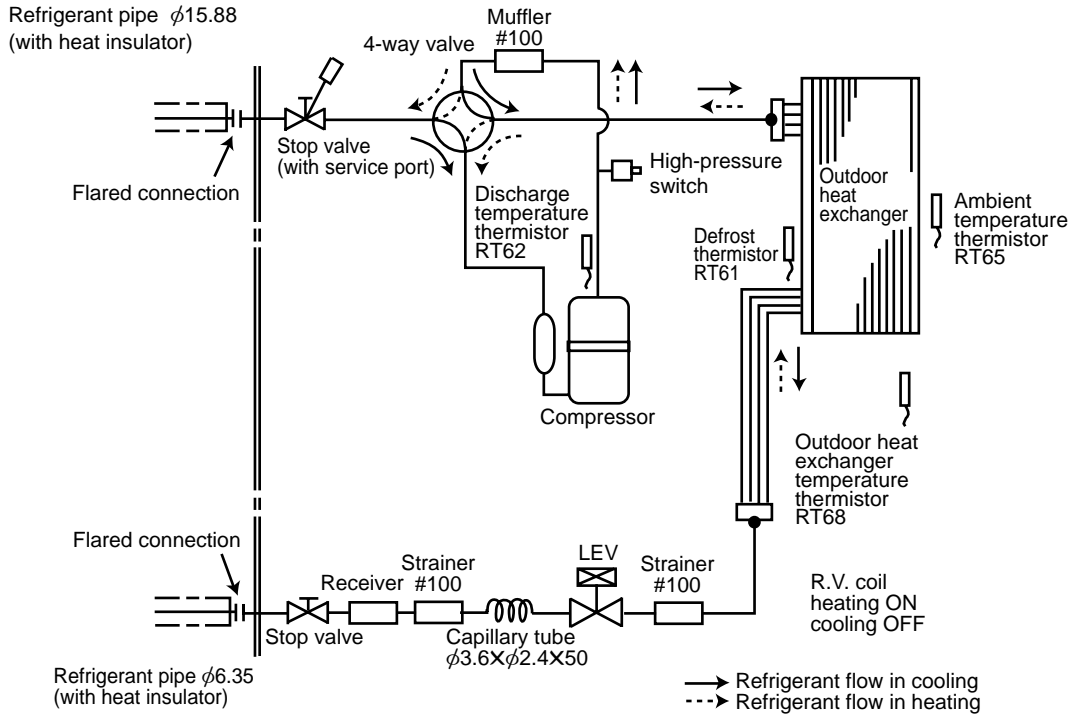 Refrigerant pipe ϕ15.88
(with heat insulator)
Muffler
#100
4-way valve
Stop valve
(with service port)
Flared connection
High-pressure
switch
Discharge
temperature
thermistor
RT62
Outdoor
heat
exchanger
Ambient
temperature
thermistor
RT65
Defrost
thermistor
RT61
Compressor
Outdoor heat
exchanger
temperature
thermistor
RT68
Flared connection
Receiver
Strainer
#100
LEV
Strainer
#100
R.V. coil
heating ON
cooling OFF
Stop valve
Capillary tube
ϕ3.6×ϕ2.4×50
Refrigerant pipe ϕ6.35
(with heat insulator)
Refrigerant flow in cooling
Refrigerant flow in heating